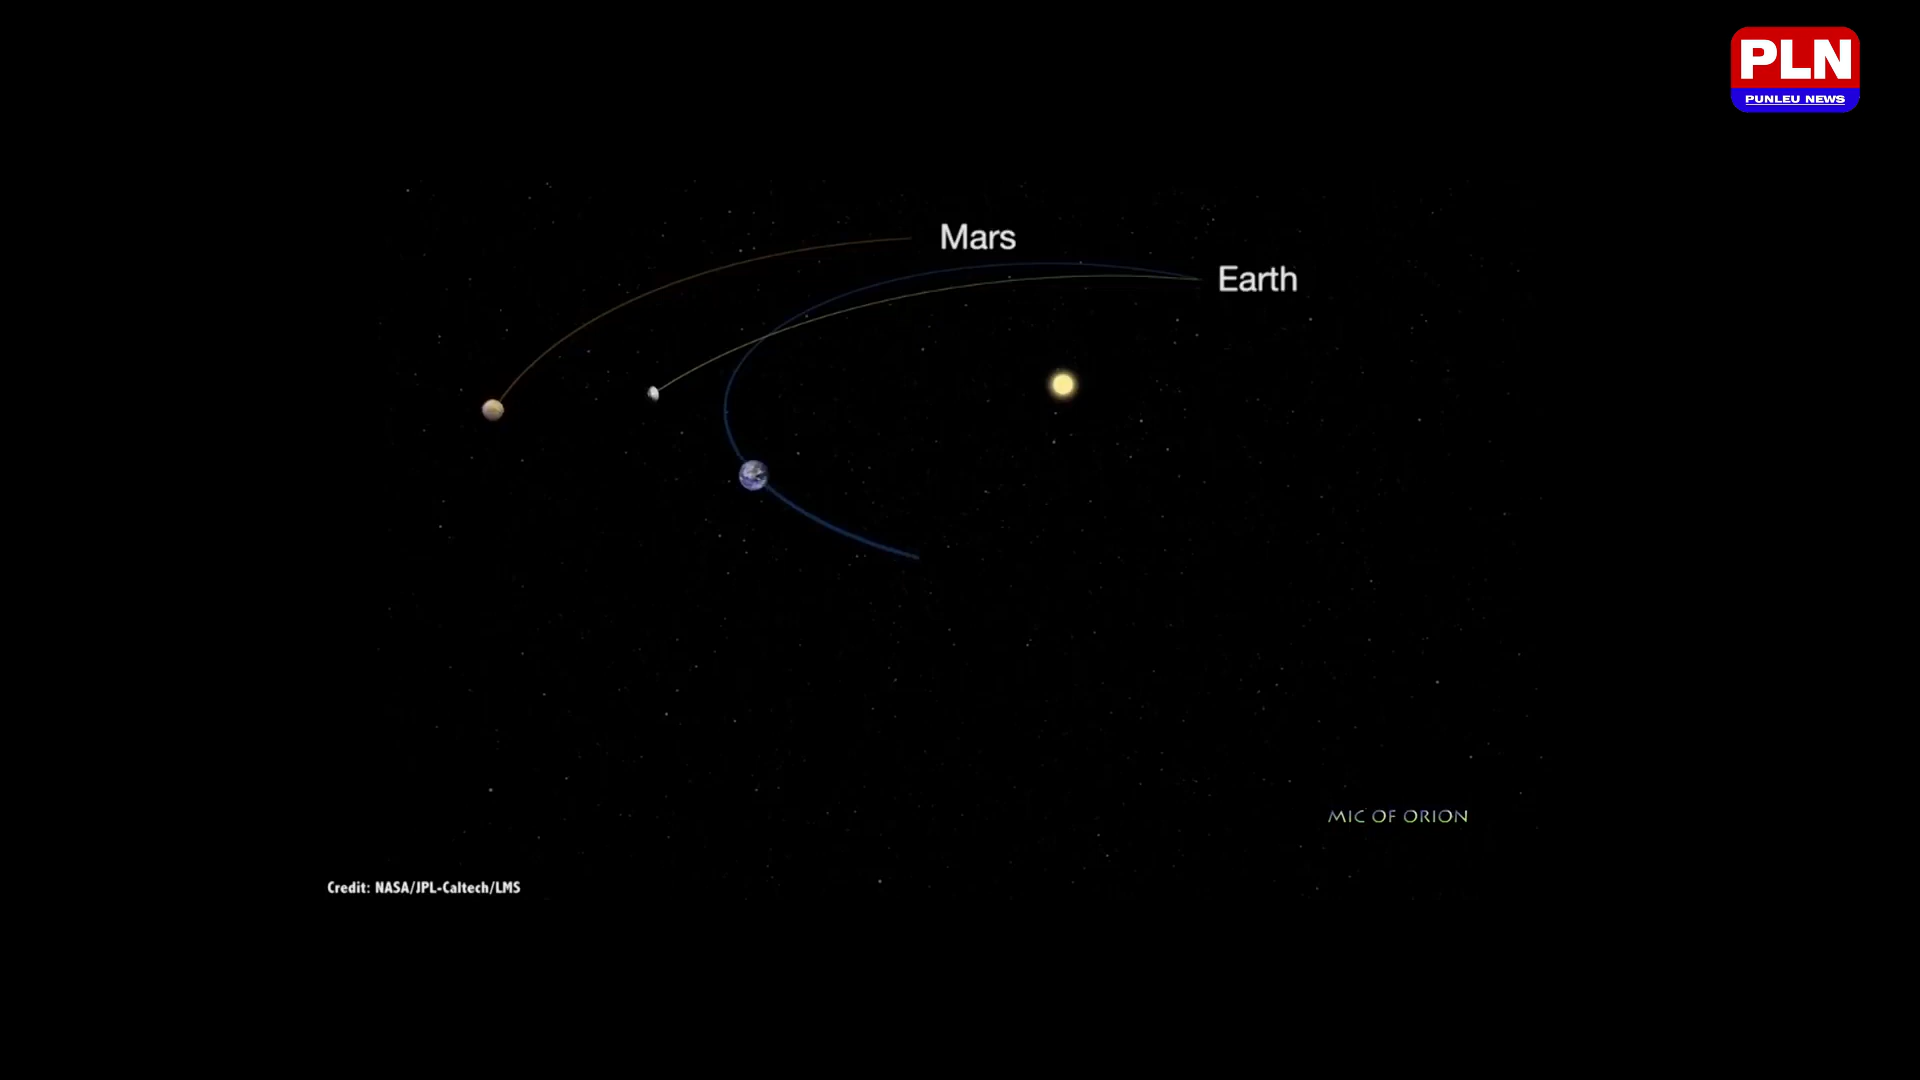 PLN
PUNLEU NEWS
Mars
Earth
MIC OF ORION
Credit: NASA/JPL-Caltech/LMS